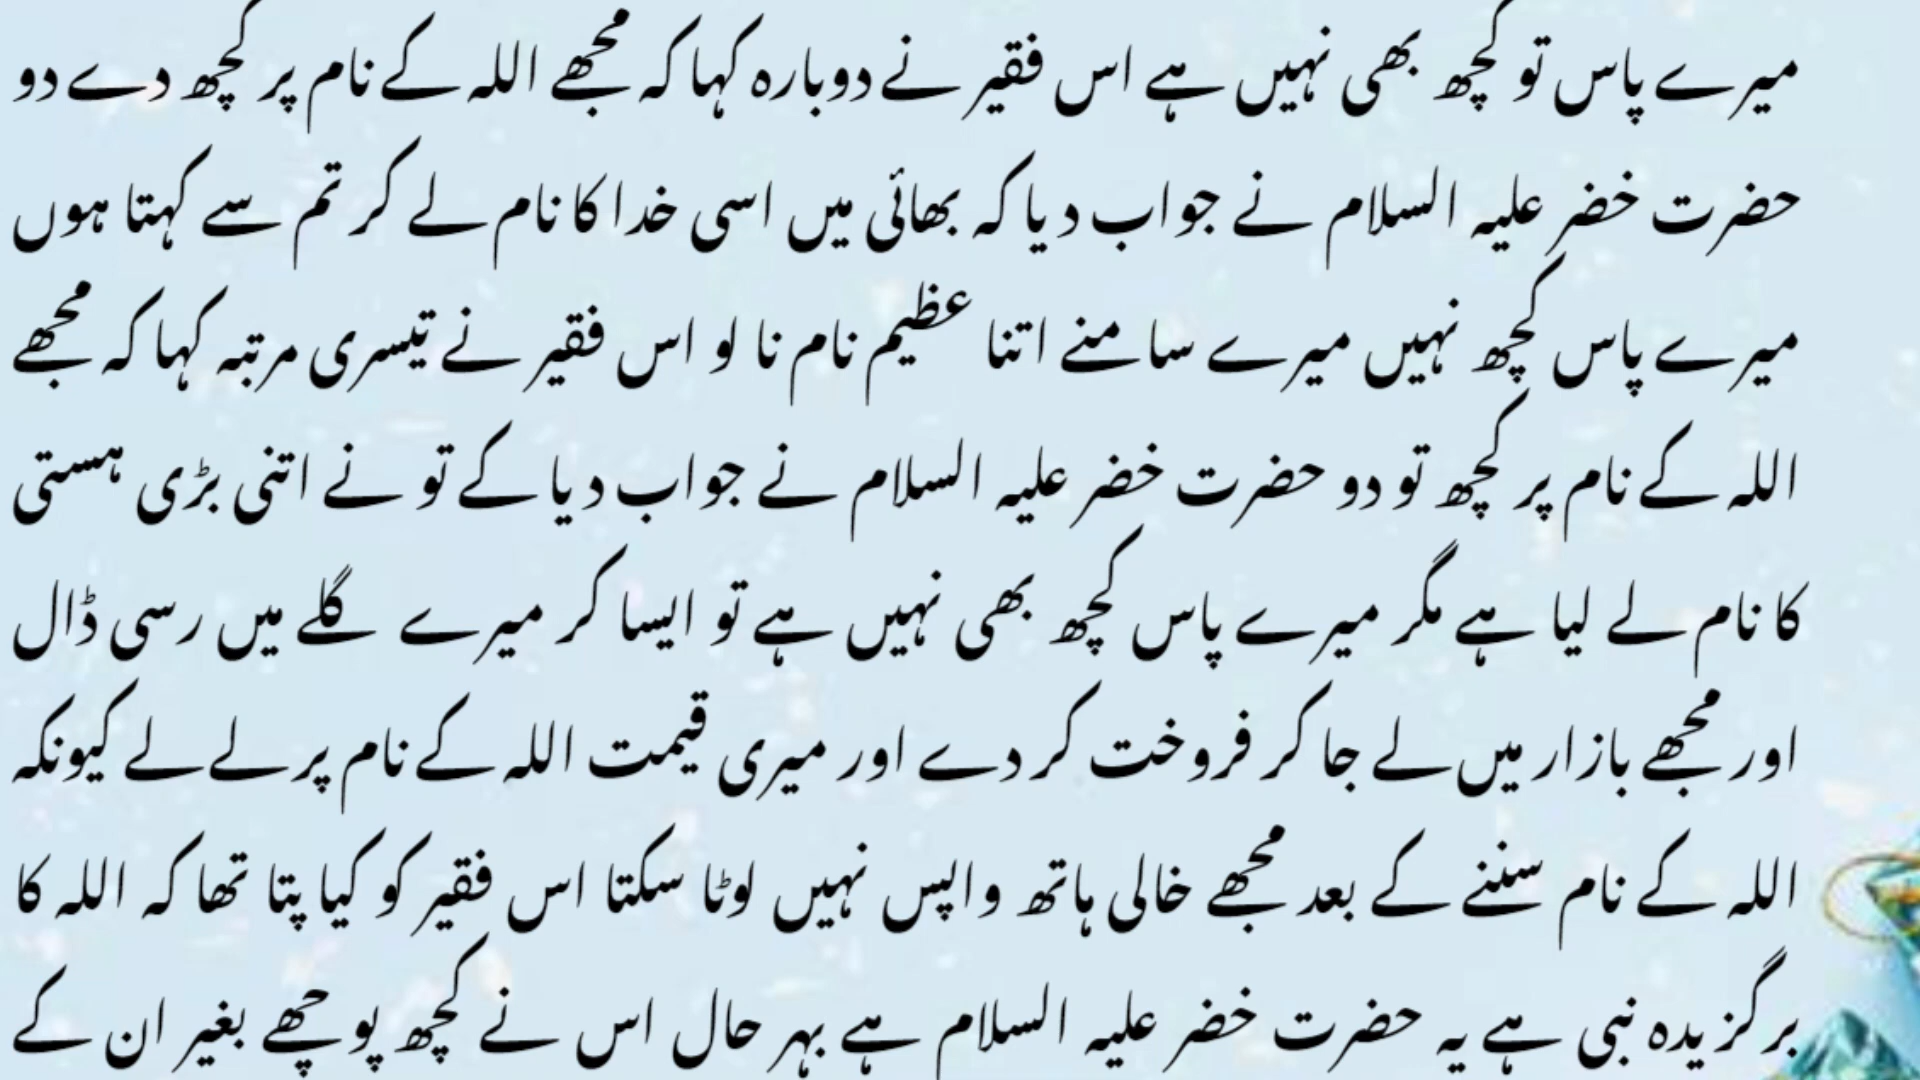 میرے پاس تو کچھ بھی نہیں ہے اس فقیر نے دوبارہ کہا کہ مجھے اللہ کے نام پر کچھ دے دو
حضرت خضر علیہ السلام نے جواب دیا کہ بھائی میں اسی خدا کا نام لے کر تم سے کہتا ہوں
میرے پاس کچھ نہیں میرے سامنے اتنا عظیم نام نا لو اس فقیر نے تیسری مرتبہ کہا کہ مجھے
اللہ کے نام پر کچھ تو دو حضرت خضر علیہ السلام نے جواب دیا کے تو نے اتنی بڑی ہستی
کا نام لے لیا ہے مگر میرے پاس کچھ بھی نہیں ہے تو ایسا کر میرے گلے میں رسی ڈال
اور مجھے بازار میں لے جا کر فروخت کر دے اور میری قیمت اللہ کے نام پر لے لے کیونکہ
اللہ کے نام سننے کے بعد مجھے خالی ہاتھ واپس نہیں لوٹا سکتا اس فقیر کو کیا پتا تھا کہ اللہ کا
برگزیدہ نبی ہے یہ حضرت خضر علیہ السلام ہے بہر حال اس نے کچھ پوچھے بغیر ان کے